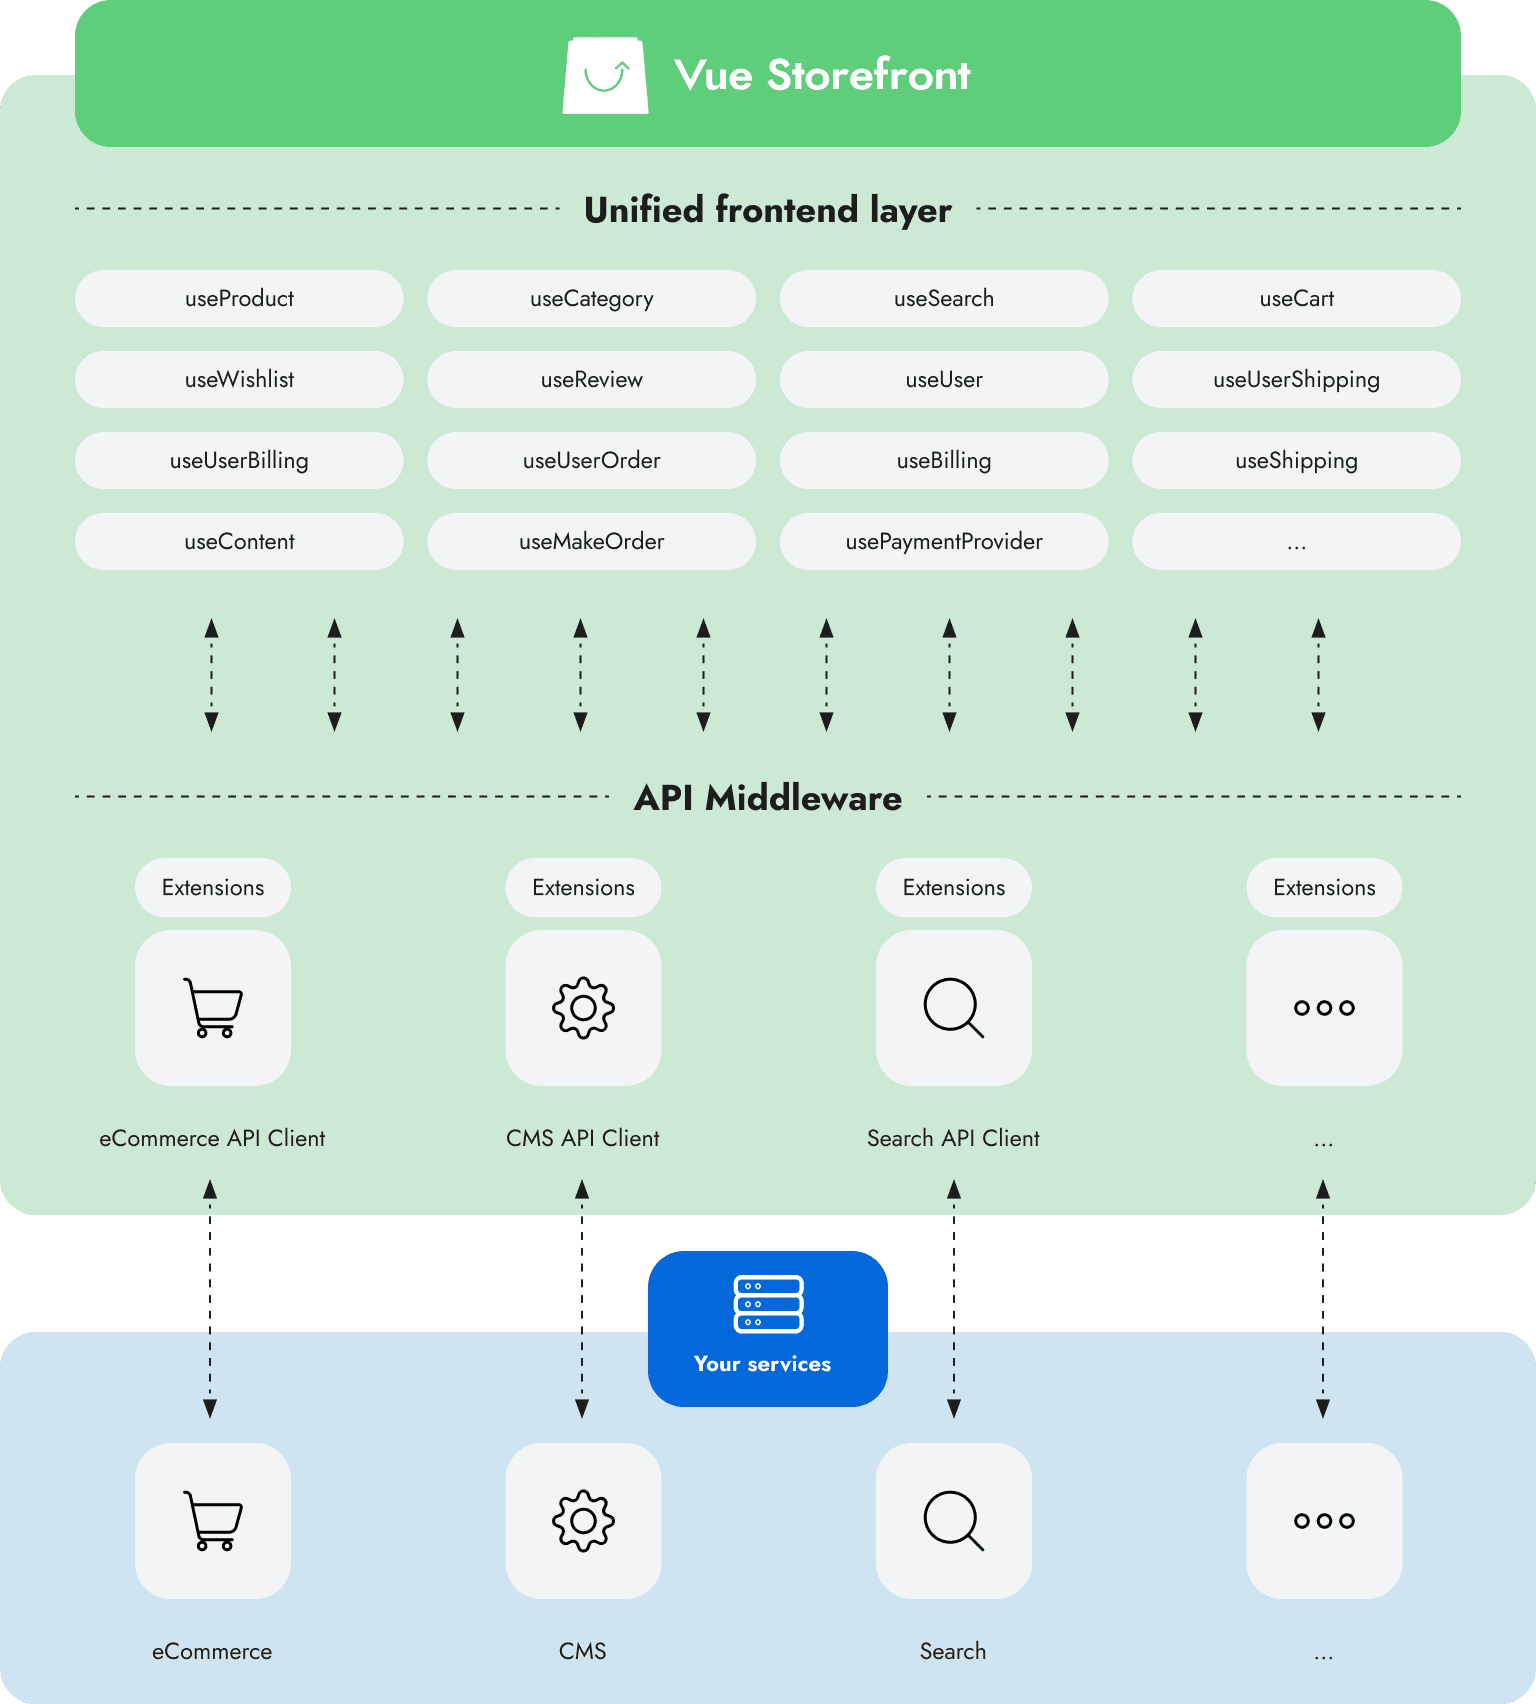 Vue Storefront
Unified frontend layer
useProduct
useCategory
useSearch
useCart
useWishlist
useReview
useUser
useUserShipping
useUserBilling
useUserOrder
useBilling
useShipping
useContent
useMakeOrder
usePaymentProvider
...
API Middleware
Extensions
Extensions
Extensions
Extensions
eCommerce API Client
CMS API Client
Search API Client
...
Your services
eCommerce
CMS
Search
...